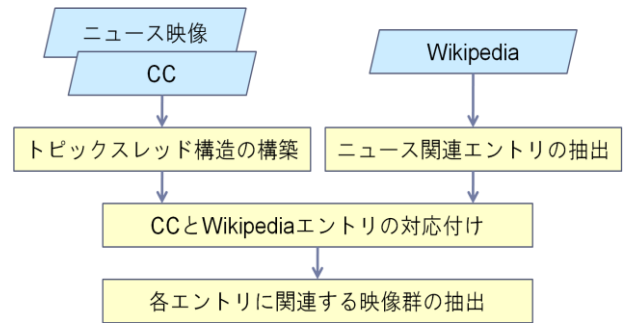 ニュース映像
CC
Wikipedia
トピックスレッド構造の構築
ニュース関連エントリの抽出
CCとWikipediaエントリの対応付け
各エントリに関連する映像群の抽出